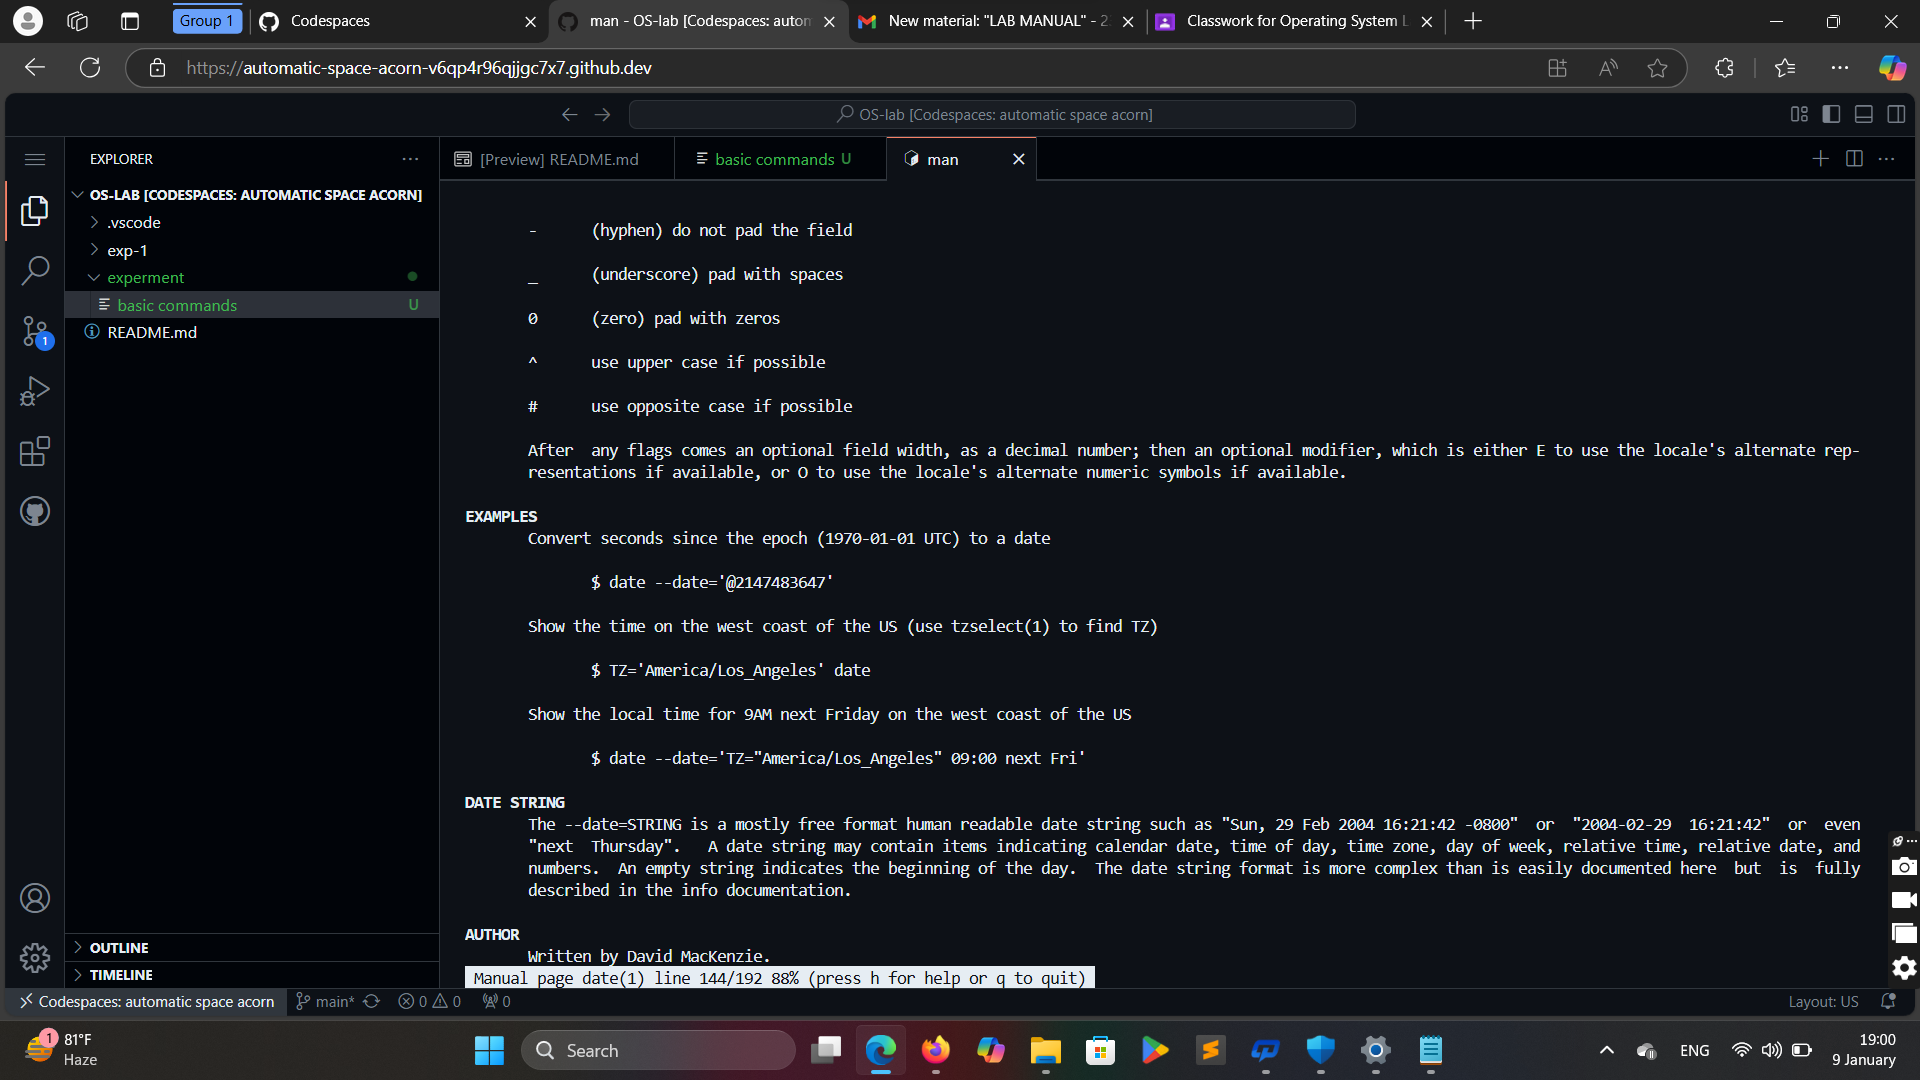 Group 1
Codespaces
man - OS-lab [Codespaces: autom
New material: "LAB MANUAL" - 2
Classwork for Operating System L
https://automatic-space-acorn-v6qp4r96qjjgc7x7.github.dev
OS-lab [Codespaces: automatic space acorn]
EXPLORER
[Preview] README.md
basic commands U
man
OS-LAB [CODESPACES: AUTOMATIC SPACE ACORN]
.vscode
exp-1
experment
basic commands U
README.md
1
- (hyphen) do not pad the field
_ (underscore) pad with spaces
0 (zero) pad with zeros
^ use upper case if possible
# use opposite case if possible
After any flags comes an optional field width, as a decimal number; then an optional modifier, which is either E to use the locale's alternate rep-
resentations if available, or O to use the locale's alternate numeric symbols if available.
EXAMPLES
Convert seconds since the epoch (1970-01-01 UTC) to a date
$ date --date='@2147483647'
Show the time on the west coast of the US (use tzselect(1) to find TZ)
$ TZ='America/Los_Angeles' date
Show the local time for 9AM next Friday on the west coast of the US
$ date --date='TZ="America/Los_Angeles" 09:00 next Fri'
DATE STRING
The --date=STRING is a mostly free format human readable date string such as "Sun, 29 Feb 2004 16:21:42 -0800" or "2004-02-29 16:21:42" or even
"next Thursday". A date string may contain items indicating calendar date, time of day, time zone, day of week, relative time, relative date, and
numbers. An empty string indicates the beginning of the day. The date string format is more complex than is easily documented here but is fully
described in the info documentation.
AUTHOR
Written by David MacKenzie.
Manual page date(1) line 144/192 88% (press h for help or q to quit)
OUTLINE
TIMELINE
Codespaces: automatic space acorn
main*
0 0
0
Layout: US
1
81°F
Haze
Search
ENG
19:00
9 January